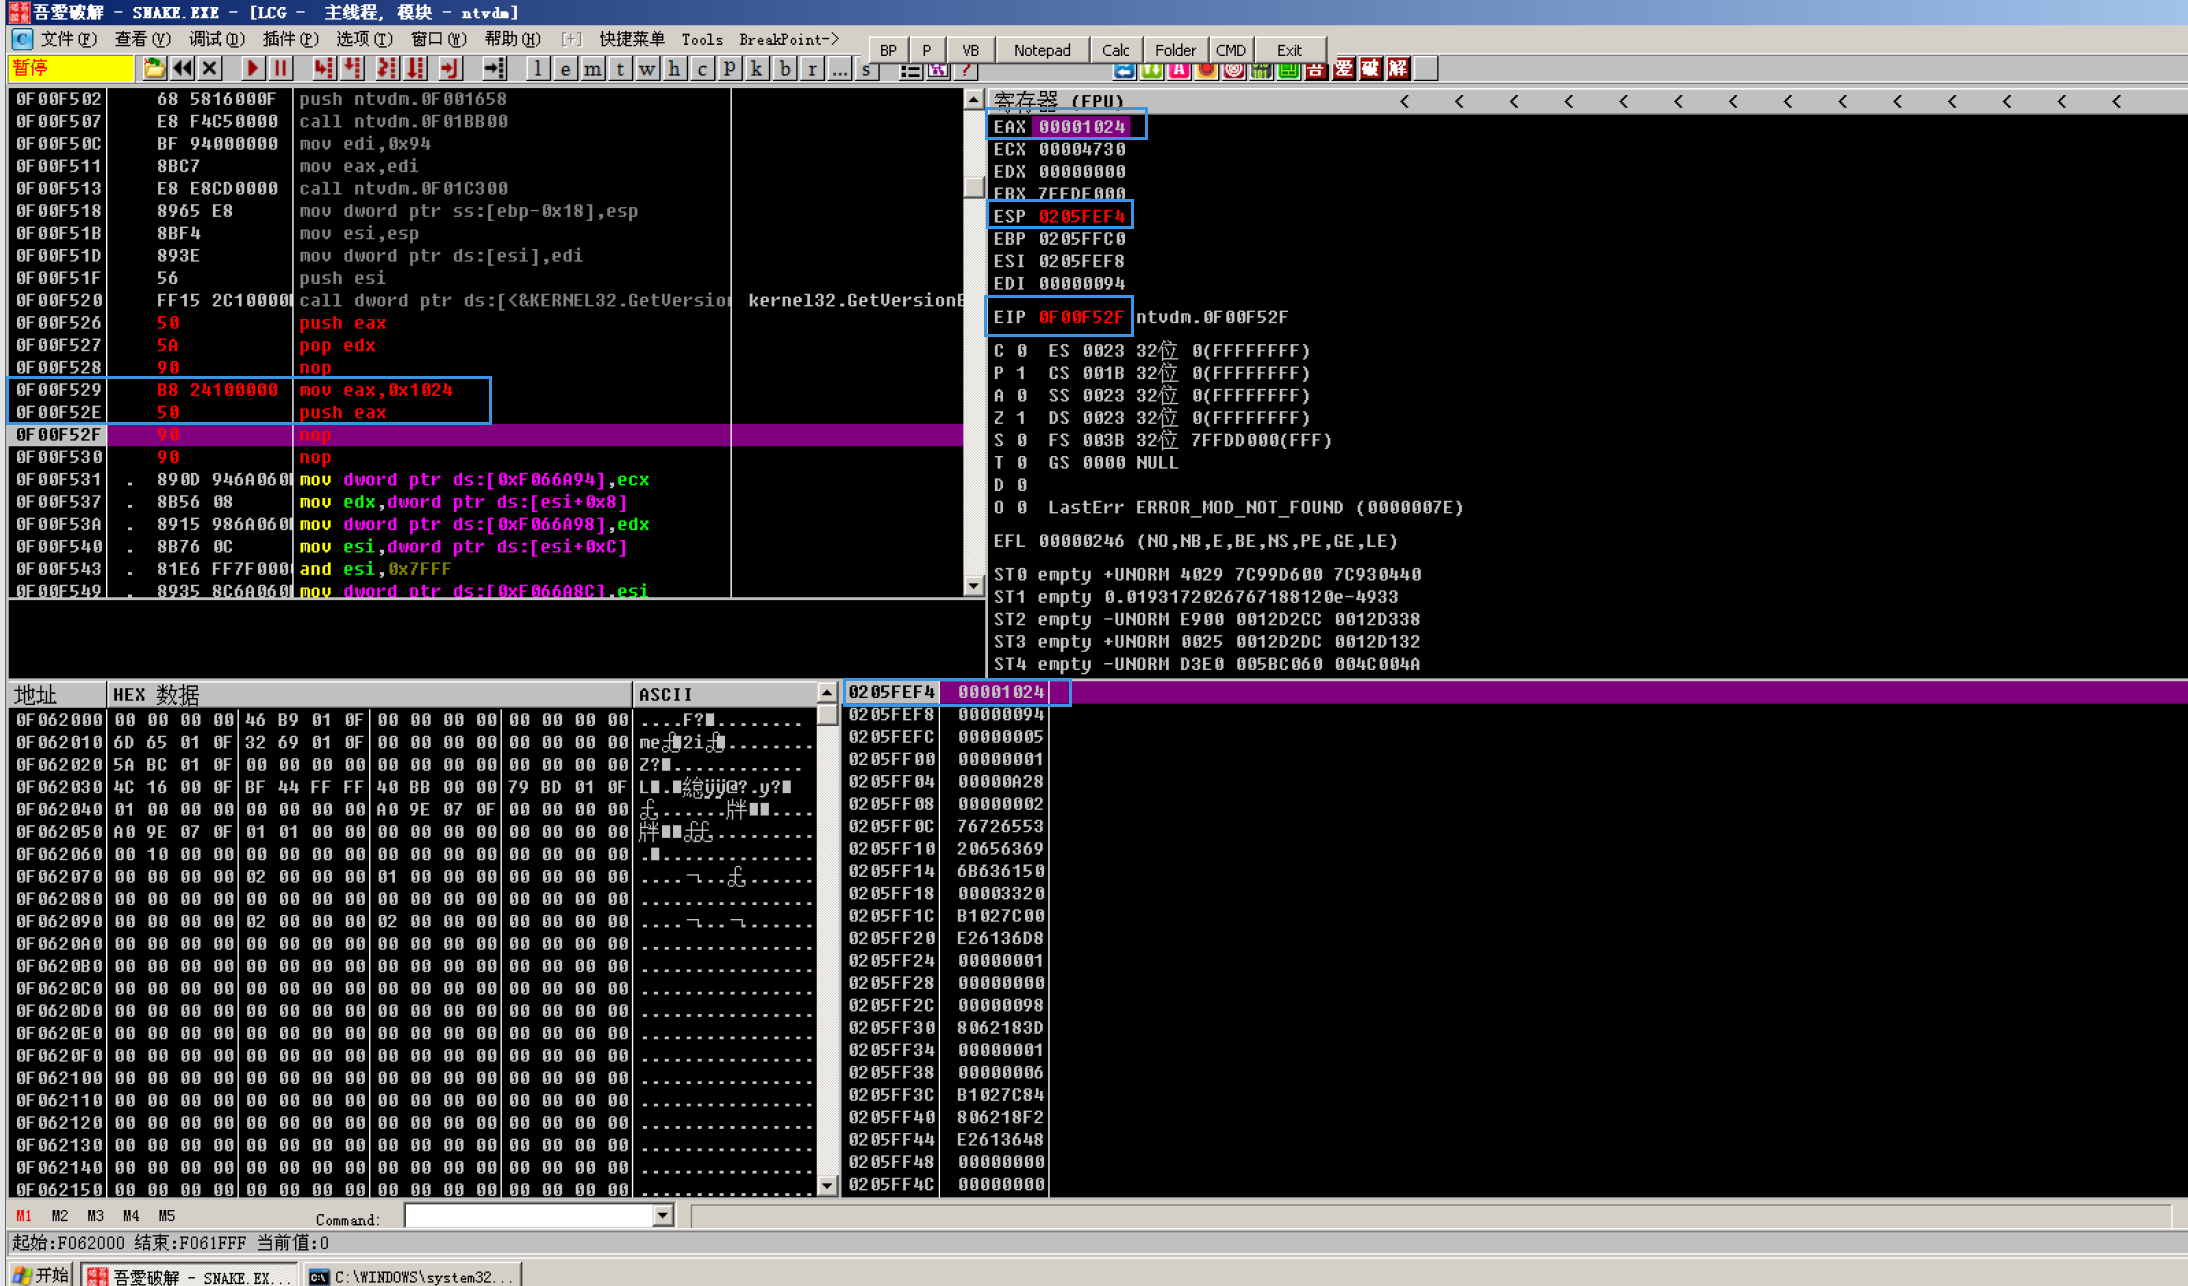 吾愛破解 - SNAKE.EXE - [LCG -  主线程, 模块 - ntvdm]
C 文件(F) 查看(V) 调试(D) 插件(P) 选项(T) 窗口(W) 帮助(H) [+] 快捷菜单 Tools BreakPoint->
BP P VB Notepad Calc Folder CMD Exit
暂停
l e m t w h c p k b r ... s
? A 吾 爱 破 解
0F00F502 68 5816000F push ntvdm.0F001658
0F00F507 E8 F4C50000 call ntvdm.0F01BB00
0F00F50C BF 94000000 mov edi,0x94
0F00F511 8BC7 mov eax,edi
0F00F513 E8 E8CD0000 call ntvdm.0F01C300
0F00F518 8965 E8 mov dword ptr ss:[ebp-0x18],esp
0F00F51B 8BF4 mov esi,esp
0F00F51D 893E mov dword ptr ds:[esi],edi
0F00F51F 56 push esi
0F00F520 FF15 2C10000 call dword ptr ds:[<&KERNEL32.GetVersion kernel32.GetVersionE
0F00F526 50 push eax
0F00F527 5A pop edx
0F00F528 90 nop
0F00F529 B8 24100000 mov eax,0x1024
0F00F52E 50 push eax
0F00F52F 90 nop
0F00F530 90 nop
0F00F531 . 890D 946A060 mov dword ptr ds:[0xF066A94],ecx
0F00F537 . 8B56 08 mov edx,dword ptr ds:[esi+0x8]
0F00F53A . 8915 986A060 mov dword ptr ds:[0xF066A98],edx
0F00F540 . 8B76 0C mov esi,dword ptr ds:[esi+0xC]
0F00F543 . 81E6 FF7F000 and esi,0x7FFF
0F00F549 . 8935 8C6A060 mov dword ptr ds:[0xF066A8C],esi
寄存器 (FPU) < < < < < < < < < < < < < <
EAX 00001024
ECX 00004730
EDX 00000000
EBX 7FFDE000
ESP 0205FEF4
EBP 0205FFC0
ESI 0205FEF8
EDI 00000094
EIP 0F00F52F ntvdm.0F00F52F
C 0 ES 0023 32位 0(FFFFFFFF)
P 1 CS 001B 32位 0(FFFFFFFF)
A 0 SS 0023 32位 0(FFFFFFFF)
Z 1 DS 0023 32位 0(FFFFFFFF)
S 0 FS 003B 32位 7FFDD000(FFF)
T 0 GS 0000 NULL
D 0
O 0 LastErr ERROR_MOD_NOT_FOUND (0000007E)
EFL 00000246 (NO,NB,E,BE,NS,PE,GE,LE)
ST0 empty +UNORM 4029 7C99D600 7C930440
ST1 empty 0.0193172026767188120e-4933
ST2 empty -UNORM E900 0012D2CC 0012D338
ST3 empty +UNORM 0025 0012D2DC 0012D132
ST4 empty -UNORM D3E0 005BC060 004C004A
地址 HEX 数据 ASCII
0F062000 00 00 00 00 46 B9 01 0F 00 00 00 00 00 00 00 00 ....F?.........
0F062010 6D 65 01 0F 32 69 01 0F 00 00 00 00 00 00 00 00
0F062020 5A BC 01 0F 00 00 00 00 00 00 00 00 00 00 00 00
0F062030 4C 16 00 0F BF 44 FF FF 40 BB 00 00 79 BD 01 0F
0F062040 01 00 00 00 00 00 00 00 A0 9E 07 0F 00 00 00 00
0F062050 A0 9E 07 0F 01 01 00 00 00 00 00 00 00 00 00 00
0F062060 00 10 00 00 00 00 00 00 00 00 00 00 00 00 00 00
0F062070 00 00 00 00 02 00 00 00 01 00 00 00 00 00 00 00
0F062080 00 00 00 00 00 00 00 00 00 00 00 00 00 00 00 00 ................
0F062090 00 00 00 00 02 00 00 00 02 00 00 00 00 00 00 00
0F0620A0 00 00 00 00 00 00 00 00 00 00 00 00 00 00 00 00 ................
0F0620B0 00 00 00 00 00 00 00 00 00 00 00 00 00 00 00 00 ................
0F0620C0 00 00 00 00 00 00 00 00 00 00 00 00 00 00 00 00 ................
0F0620D0 00 00 00 00 00 00 00 00 00 00 00 00 00 00 00 00 ................
0F0620E0 00 00 00 00 00 00 00 00 00 00 00 00 00 00 00 00 ................
0F0620F0 00 00 00 00 00 00 00 00 00 00 00 00 00 00 00 00 ................
0F062100 00 00 00 00 00 00 00 00 00 00 00 00 00 00 00 00 ................
0F062110 00 00 00 00 00 00 00 00 00 00 00 00 00 00 00 00 ................
0F062120 00 00 00 00 00 00 00 00 00 00 00 00 00 00 00 00 ................
0F062130 00 00 00 00 00 00 00 00 00 00 00 00 00 00 00 00 ................
0F062140 00 00 00 00 00 00 00 00 00 00 00 00 00 00 00 00 ................
0F062150 00 00 00 00 00 00 00 00 00 00 00 00 00 00 00 00 ................
0205FEF4 00001024
0205FEF8 00000094
0205FEFC 00000005
0205FF00 00000001
0205FF04 00000A28
0205FF08 00000002
0205FF0C 76726553
0205FF10 20656369
0205FF14 6B636150
0205FF18 00003320
0205FF1C B1027C00
0205FF20 E26136D8
0205FF24 00000001
0205FF28 00000000
0205FF2C 00000098
0205FF30 8062183D
0205FF34 00000001
0205FF38 00000006
0205FF3C B1027C84
0205FF40 806218F2
0205FF44 E2613648
0205FF48 00000000
0205FF4C 00000000
M1 M2 M3 M4 M5 Command:
起始:F062000 结束:F061FFF 当前值:0
开始 吾愛破解 - SNAKE.EX... C:\WINDOWS\system32...